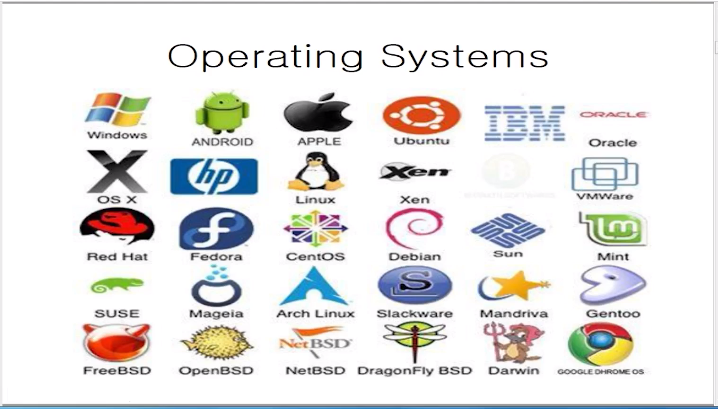 Operating Systems
Windows ANDROID APPLE Ubuntu IBM ORACLE
Oracle
OS X hp Linux Xen Xen VMWare
Red Hat Fedora CentOS Debian Sun Mint
SUSE Mageia Arch Linux Slackware Mandriva Gentoo
NetBSD
FreeBSD OpenBSD NetBSD DragonFly BSD Darwin GOOGLE DHROME OS